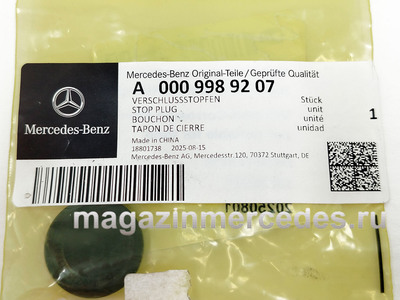 Mercedes-Benz Original-Teile/Geprüfte Qualität
A 000 998 92 07
VERSCHLUSSSTOPFEN Stück
STOP PLUG unit
BOUCHON unité
TAPON DE CIERRE unidad
1
Mercedes-Benz
Made in CHINA
18801738 2025-08-15
Mercedes-Benz AG, Mercedesstr.120, 70372 Stuttgart, DE
20250801
magazinmercedes.ru